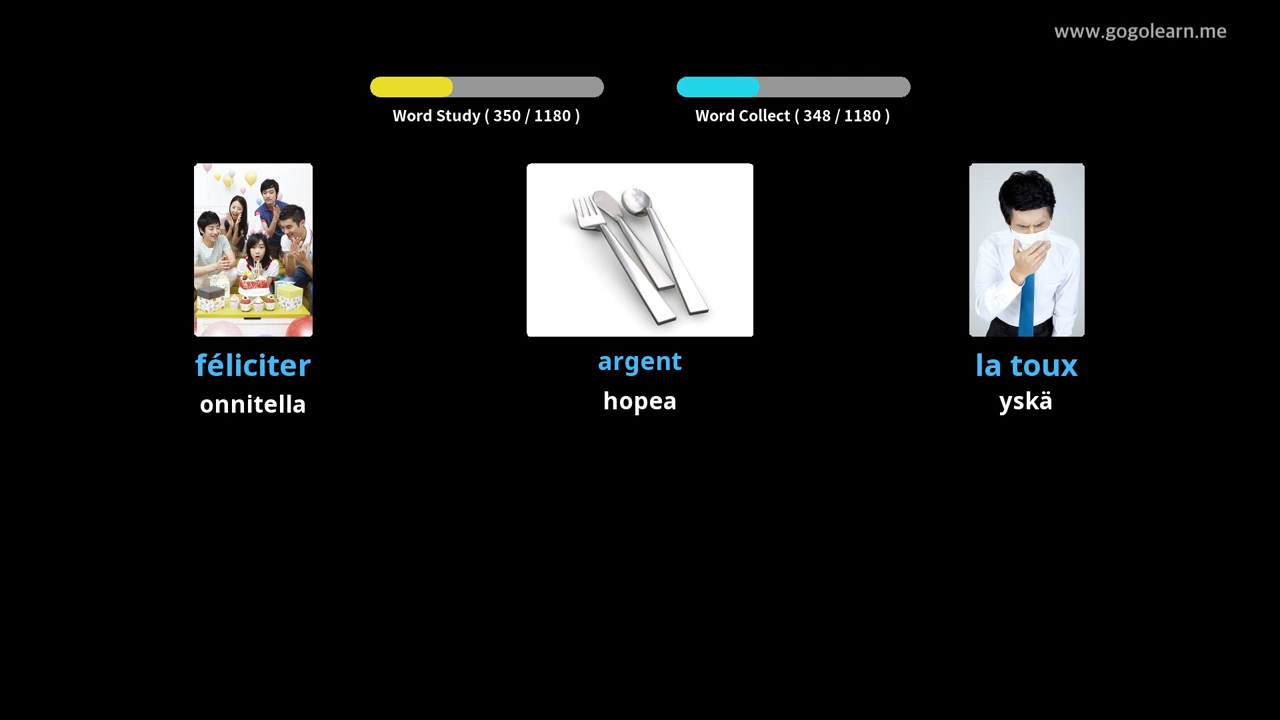 www.gogolearn.me
Word Study ( 350 / 1180 )
Word Collect ( 348 / 1180 )
féliciter
onnitella
argent
hopea
la toux
yskä